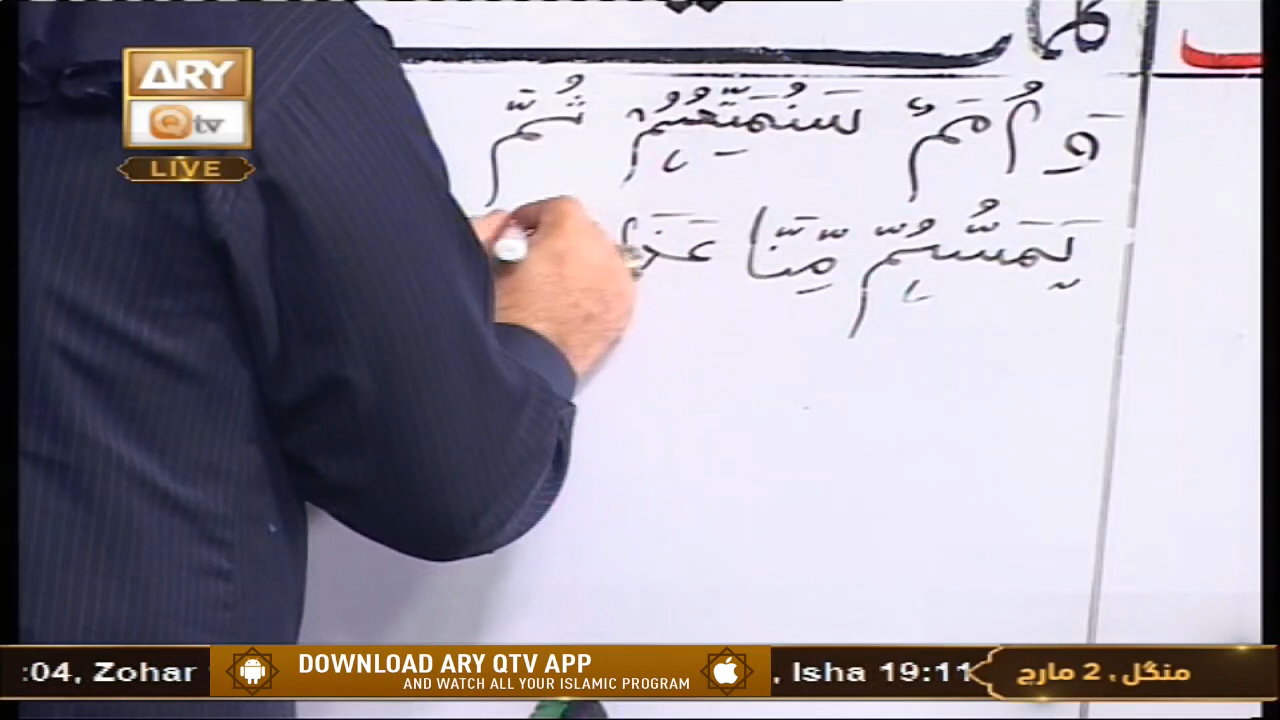 کلمات
وَ اُمَمٌ سَنُمَتِّعُهُمْ ثُمَّ
یَمَسُّهُمْ مِّنَّا عَذَا
ARY
Qtv
LIVE
:04, Zohar
DOWNLOAD ARY QTV APP
AND WATCH ALL YOUR ISLAMIC PROGRAM
, Isha 19:11
منگل، 2 مارچ